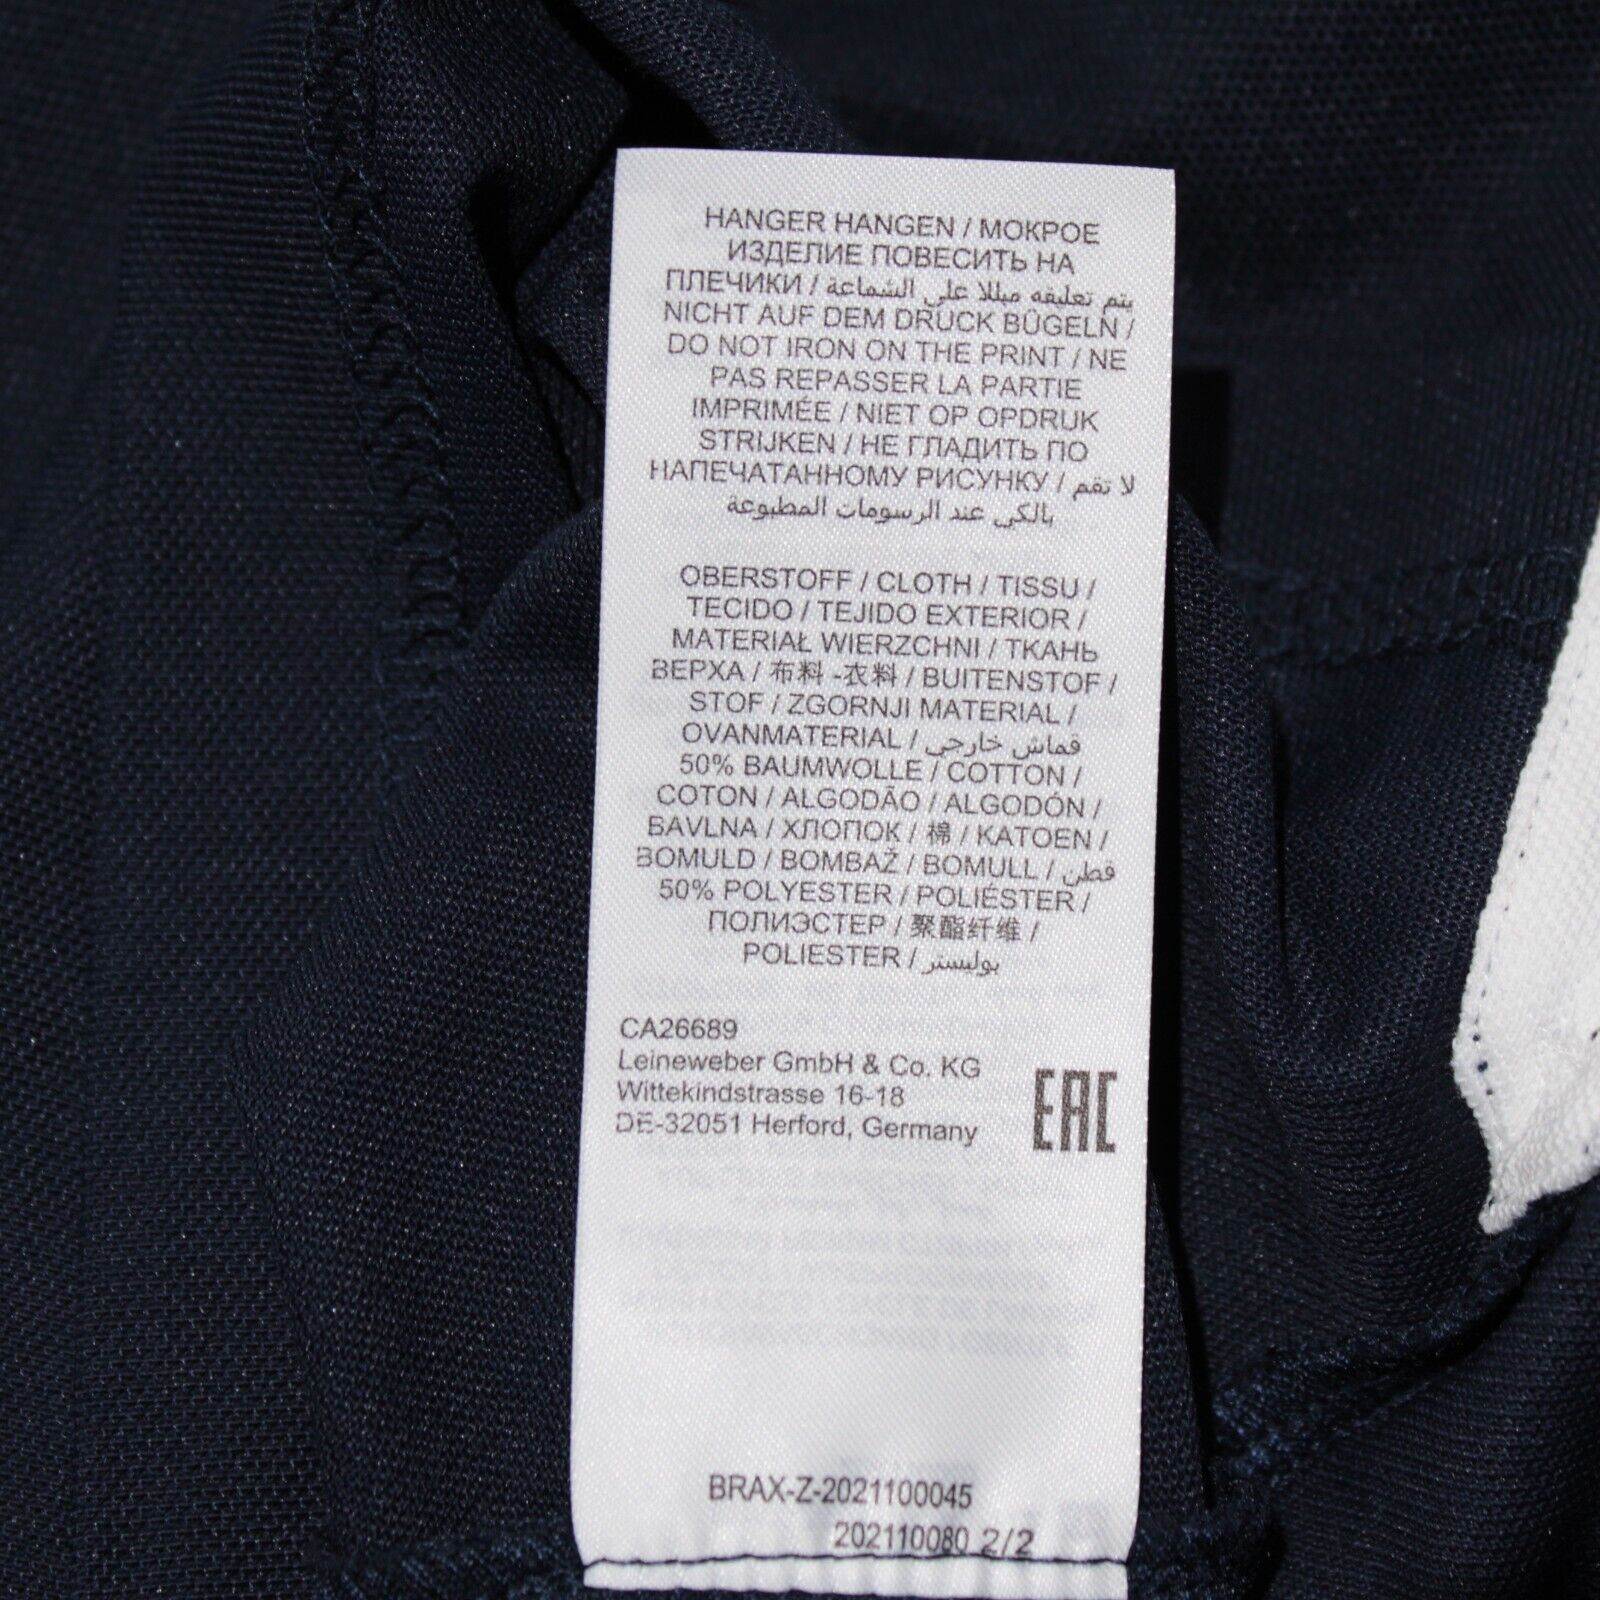 HANGER HANGEN / МОКРОЕ
ИЗДЕЛИЕ ПОВЕСИТЬ НА
ПЛЕЧИКИ / يتم تعليقه مبللا على الشماعة
NICHT AUF DEM DRUCK BÜGELN /
DO NOT IRON ON THE PRINT / NE
PAS REPASSER LA PARTIE
IMPRIMÉE / NIET OP OPDRUK
STRIJKEN / НЕ ГЛАДИТЬ ПО
НАПЕЧАТАННОМУ РИСУНКУ / لا تقم
بالكي عند الرسومات المطبوعة
OBERSTOFF / CLOTH / TISSU /
TECIDO / TEJIDO EXTERIOR /
MATERIAŁ WIERZCHNI / ТКАНЬ
ВЕРХА / 布料 -衣料 / BUITENSTOF /
STOF / ZGORNJI MATERIAL /
OVANMATERIAL / قماش خارجي
50% BAUMWOLLE / COTTON /
COTON / ALGODÃO / ALGODÓN /
BAVLNA / ХЛОПОК / 棉 / KATOEN /
BOMULD / BOMBAŽ / BOMULL / قطن
50% POLYESTER / POLIÉSTER /
ПОЛИЭСТЕР / 聚酯纤维 /
POLIESTER / بوليستر
CA26689
Leineweber GmbH & Co. KG
Wittekindstrasse 16-18
DE-32051 Herford, Germany
EAC
BRAX-Z-2021100045
202110080 2/2